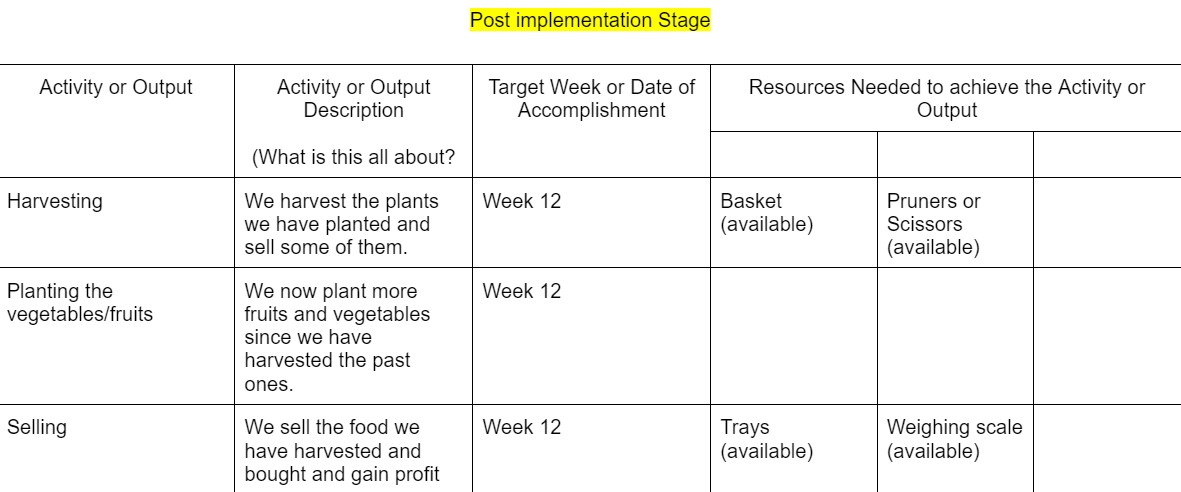 Post implementation Stage
Activity or Output
Activity or Output
Description
(What is this all about?
Target Week or Date of
Accomplishment
Resources Needed to achieve the Activity or
Output
Harvesting
We harvest the plants
we have planted and
sell some of them.
Week 12
Basket
(available)
Pruners or
Scissors
(available)
Planting the
vegetables/fruits
We now plant more
fruits and vegetables
since we have
harvested the past
ones.
Week 12
Selling
We sell the food we
have harvested and
bought and gain profit
Week 12
Trays
(available)
Weighing scale
(available)